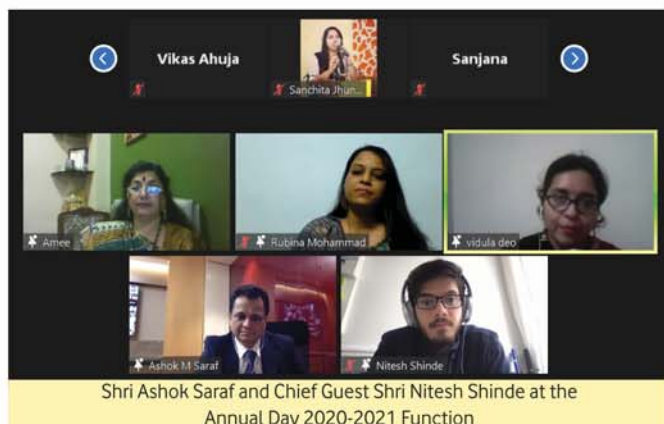 Vikas Ahuja
Sanchita Jhun...
Sanjana
Amee
Rubina Mohammad
vidula deo
Ashok M Saraf
Nitesh Shinde
Shri Ashok Saraf and Chief Guest Shri Nitesh Shinde at the
Annual Day 2020-2021 Function